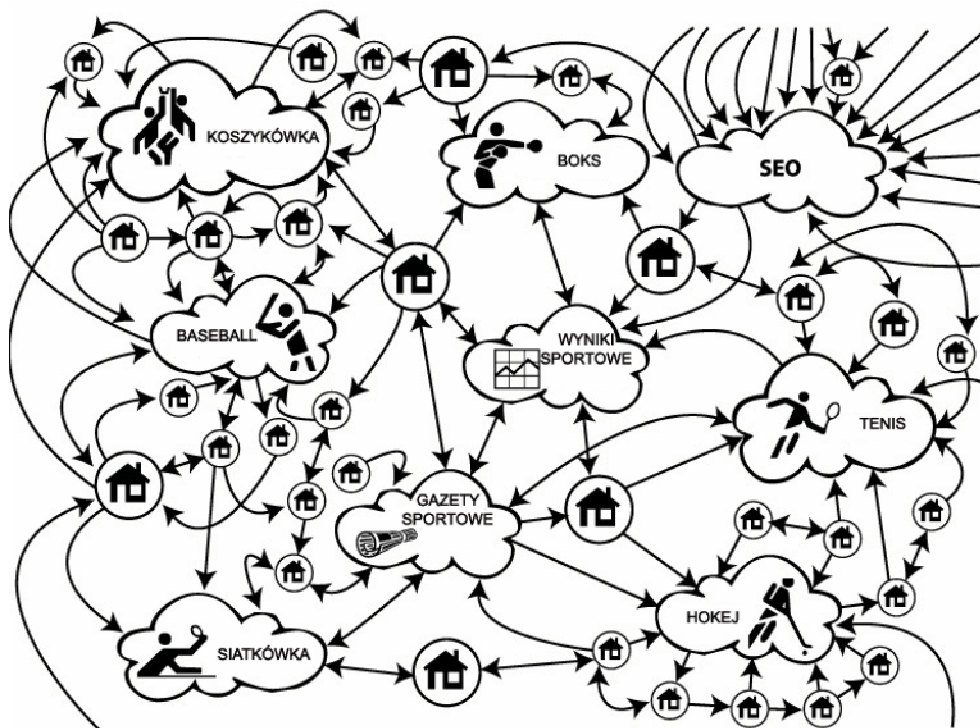 KOSZYKÓWKA
BOKS
SEO
BASEBALL
WYNIKI
SPORTOWE
TENIS
GAZETY
SPORTOWE
HOKEJ
SIATKÓWKA